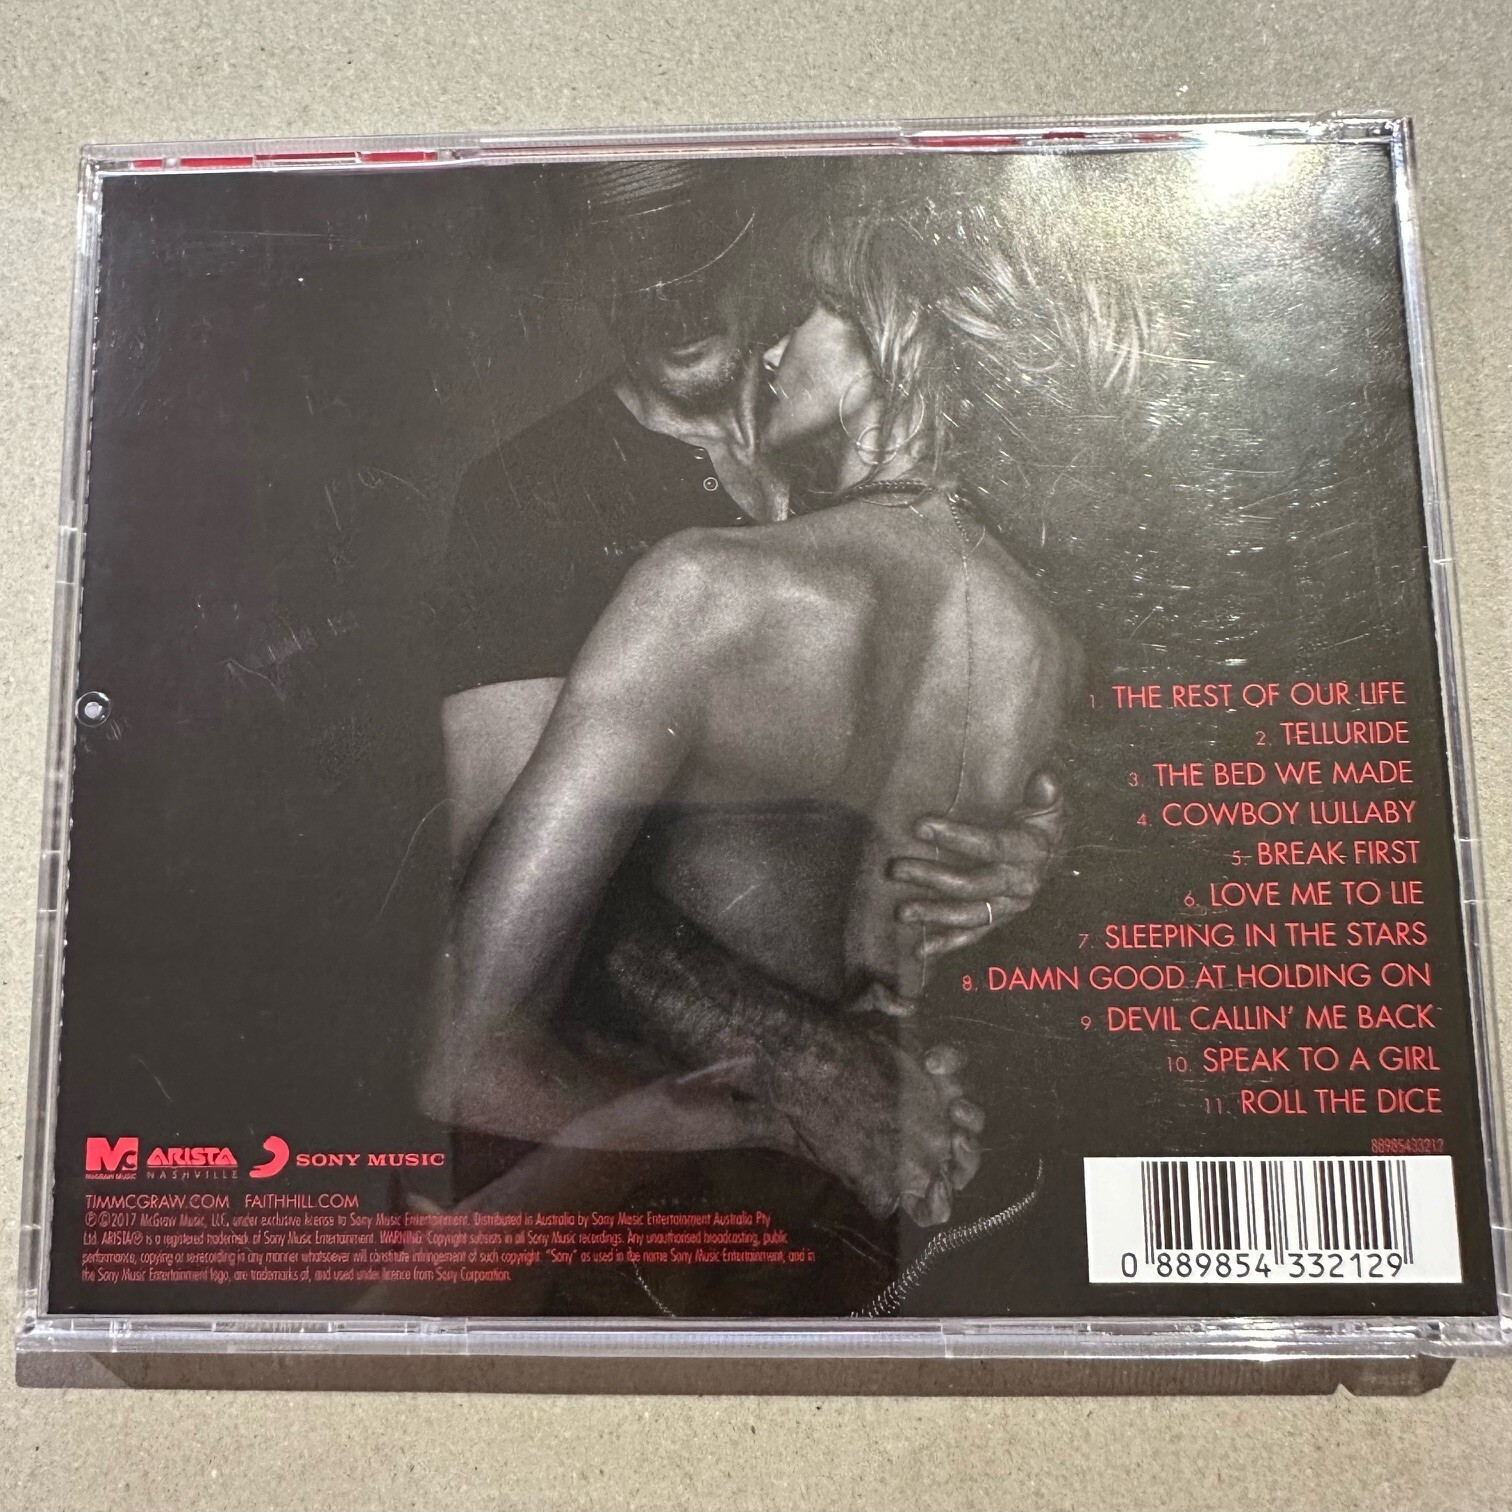 1. THE REST OF OUR LIFE
2. TELLURIDE
3. THE BED WE MADE
4. COWBOY LULLABY
5. BREAK FIRST
6. LOVE ME TO LIE
7. SLEEPING IN THE STARS
8. DAMN GOOD AT HOLDING ON
9. DEVIL CALLIN' ME BACK
10. SPEAK TO A GIRL
11. ROLL THE DICE
88985433212
0 889854 332129
Mc MCGRAW MUSIC ARISTA NASHVILLE SONY MUSIC
TIMMCGRAW.COM FAITHHILL.COM
℗ © 2017 McGraw Music, LLC, under exclusive license to Sony Music Entertainment. Distributed in Australia by Sony Music Entertainment Australia Pty
Ltd. ARISTA® is a registered trademark of Sony Music Entertainment. WARNING: Copyright subsists in all Sony Music recordings. Any unauthorised broadcasting, public
performance, copying or re-recording in any manner whatsoever will constitute infringement of such copyright. "Sony" as used in the name Sony Music Entertainment, and in
the Sony Music Entertainment logo, are trademarks of, and used under licence from Sony Corporation.